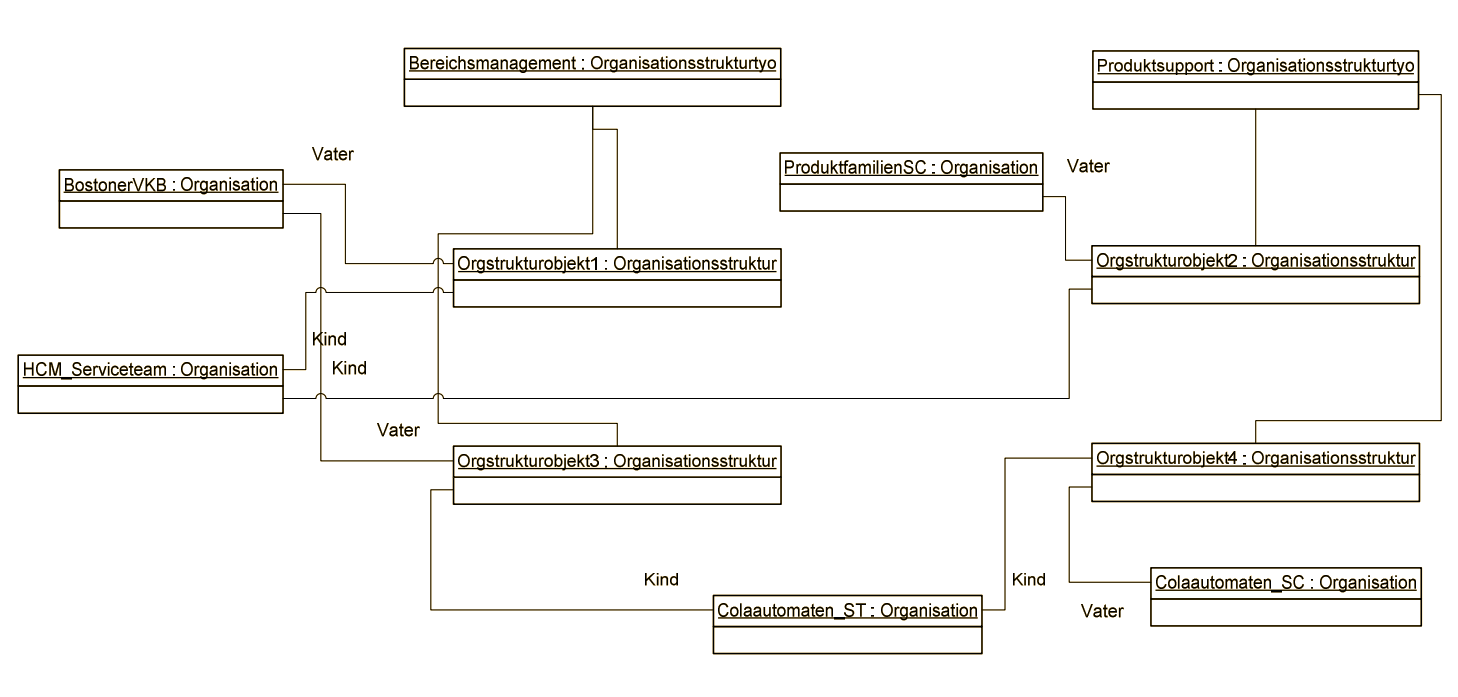 Bereichsmanagement : Organisationsstrukturtyo
Produktsupport : Organisationsstrukturtyo
Vater
ProduktfamilienSC : Organisation
Vater
BostonerVKB : Organisation
Orgstrukturobjekt1 : Organisationsstruktur
Orgstrukturobjekt2 : Organisationsstruktur
Kind
HCM_Serviceteam : Organisation
Kind
Vater
Orgstrukturobjekt3 : Organisationsstruktur
Orgstrukturobjekt4 : Organisationsstruktur
Kind
Kind
Colaautomaten_SC : Organisation
Colaautomaten_ST : Organisation
Vater